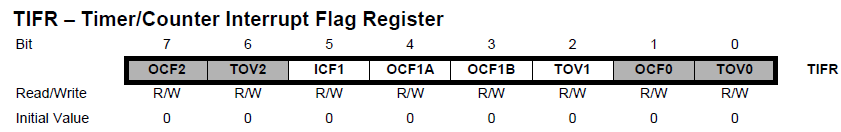 TIFR – Timer/Counter Interrupt Flag Register
Bit 7 6 5 4 3 2 1 0
OCF2 TOV2 ICF1 OCF1A OCF1B TOV1 OCF0 TOV0 TIFR
Read/Write R/W R/W R/W R/W R/W R/W R/W R/W
Initial Value 0 0 0 0 0 0 0 0